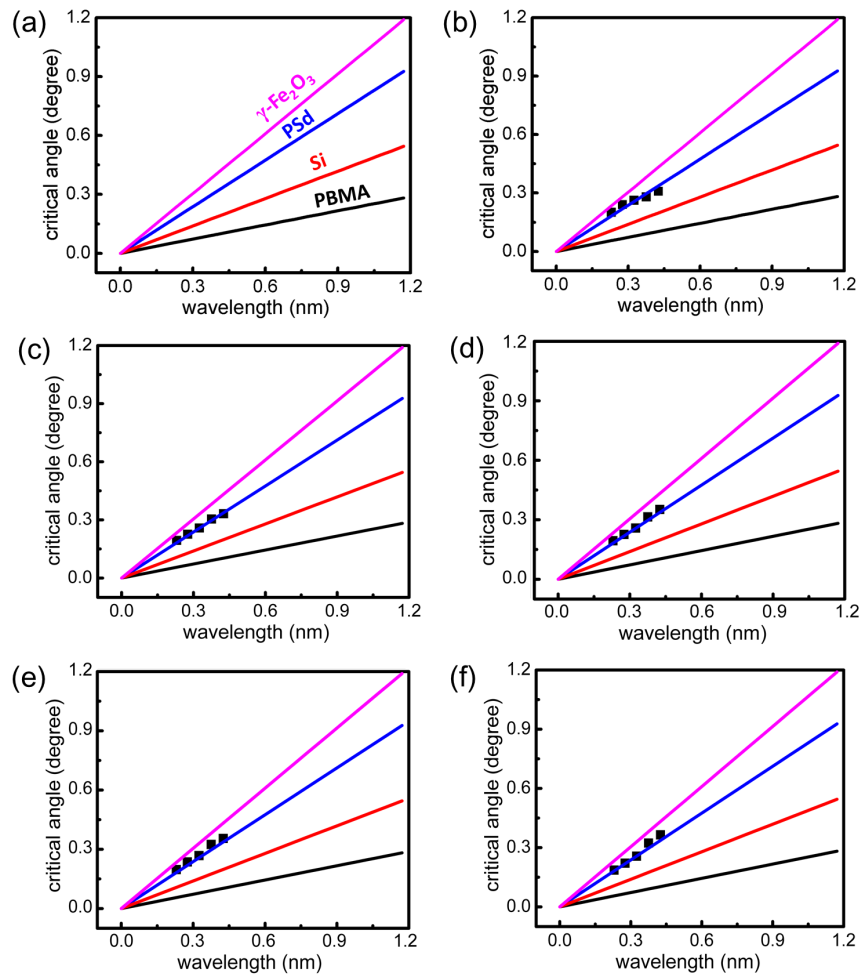 (a)
1.2
0.9
0.6
0.3
0.0
critical angle (degree)
γ-Fe₂O₃
PSd
Si
PBMA
0.0 0.3 0.6 0.9 1.2
wavelength (nm)
(b)
1.2
0.9
0.6
0.3
0.0
critical angle (degree)
0.0 0.3 0.6 0.9 1.2
wavelength (nm)
(c)
1.2
0.9
0.6
0.3
0.0
critical angle (degree)
0.0 0.3 0.6 0.9 1.2
wavelength (nm)
(d)
1.2
0.9
0.6
0.3
0.0
critical angle (degree)
0.0 0.3 0.6 0.9 1.2
wavelength (nm)
(e)
1.2
0.9
0.6
0.3
0.0
critical angle (degree)
0.0 0.3 0.6 0.9 1.2
wavelength (nm)
(f)
1.2
0.9
0.6
0.3
0.0
critical angle (degree)
0.0 0.3 0.6 0.9 1.2
wavelength (nm)